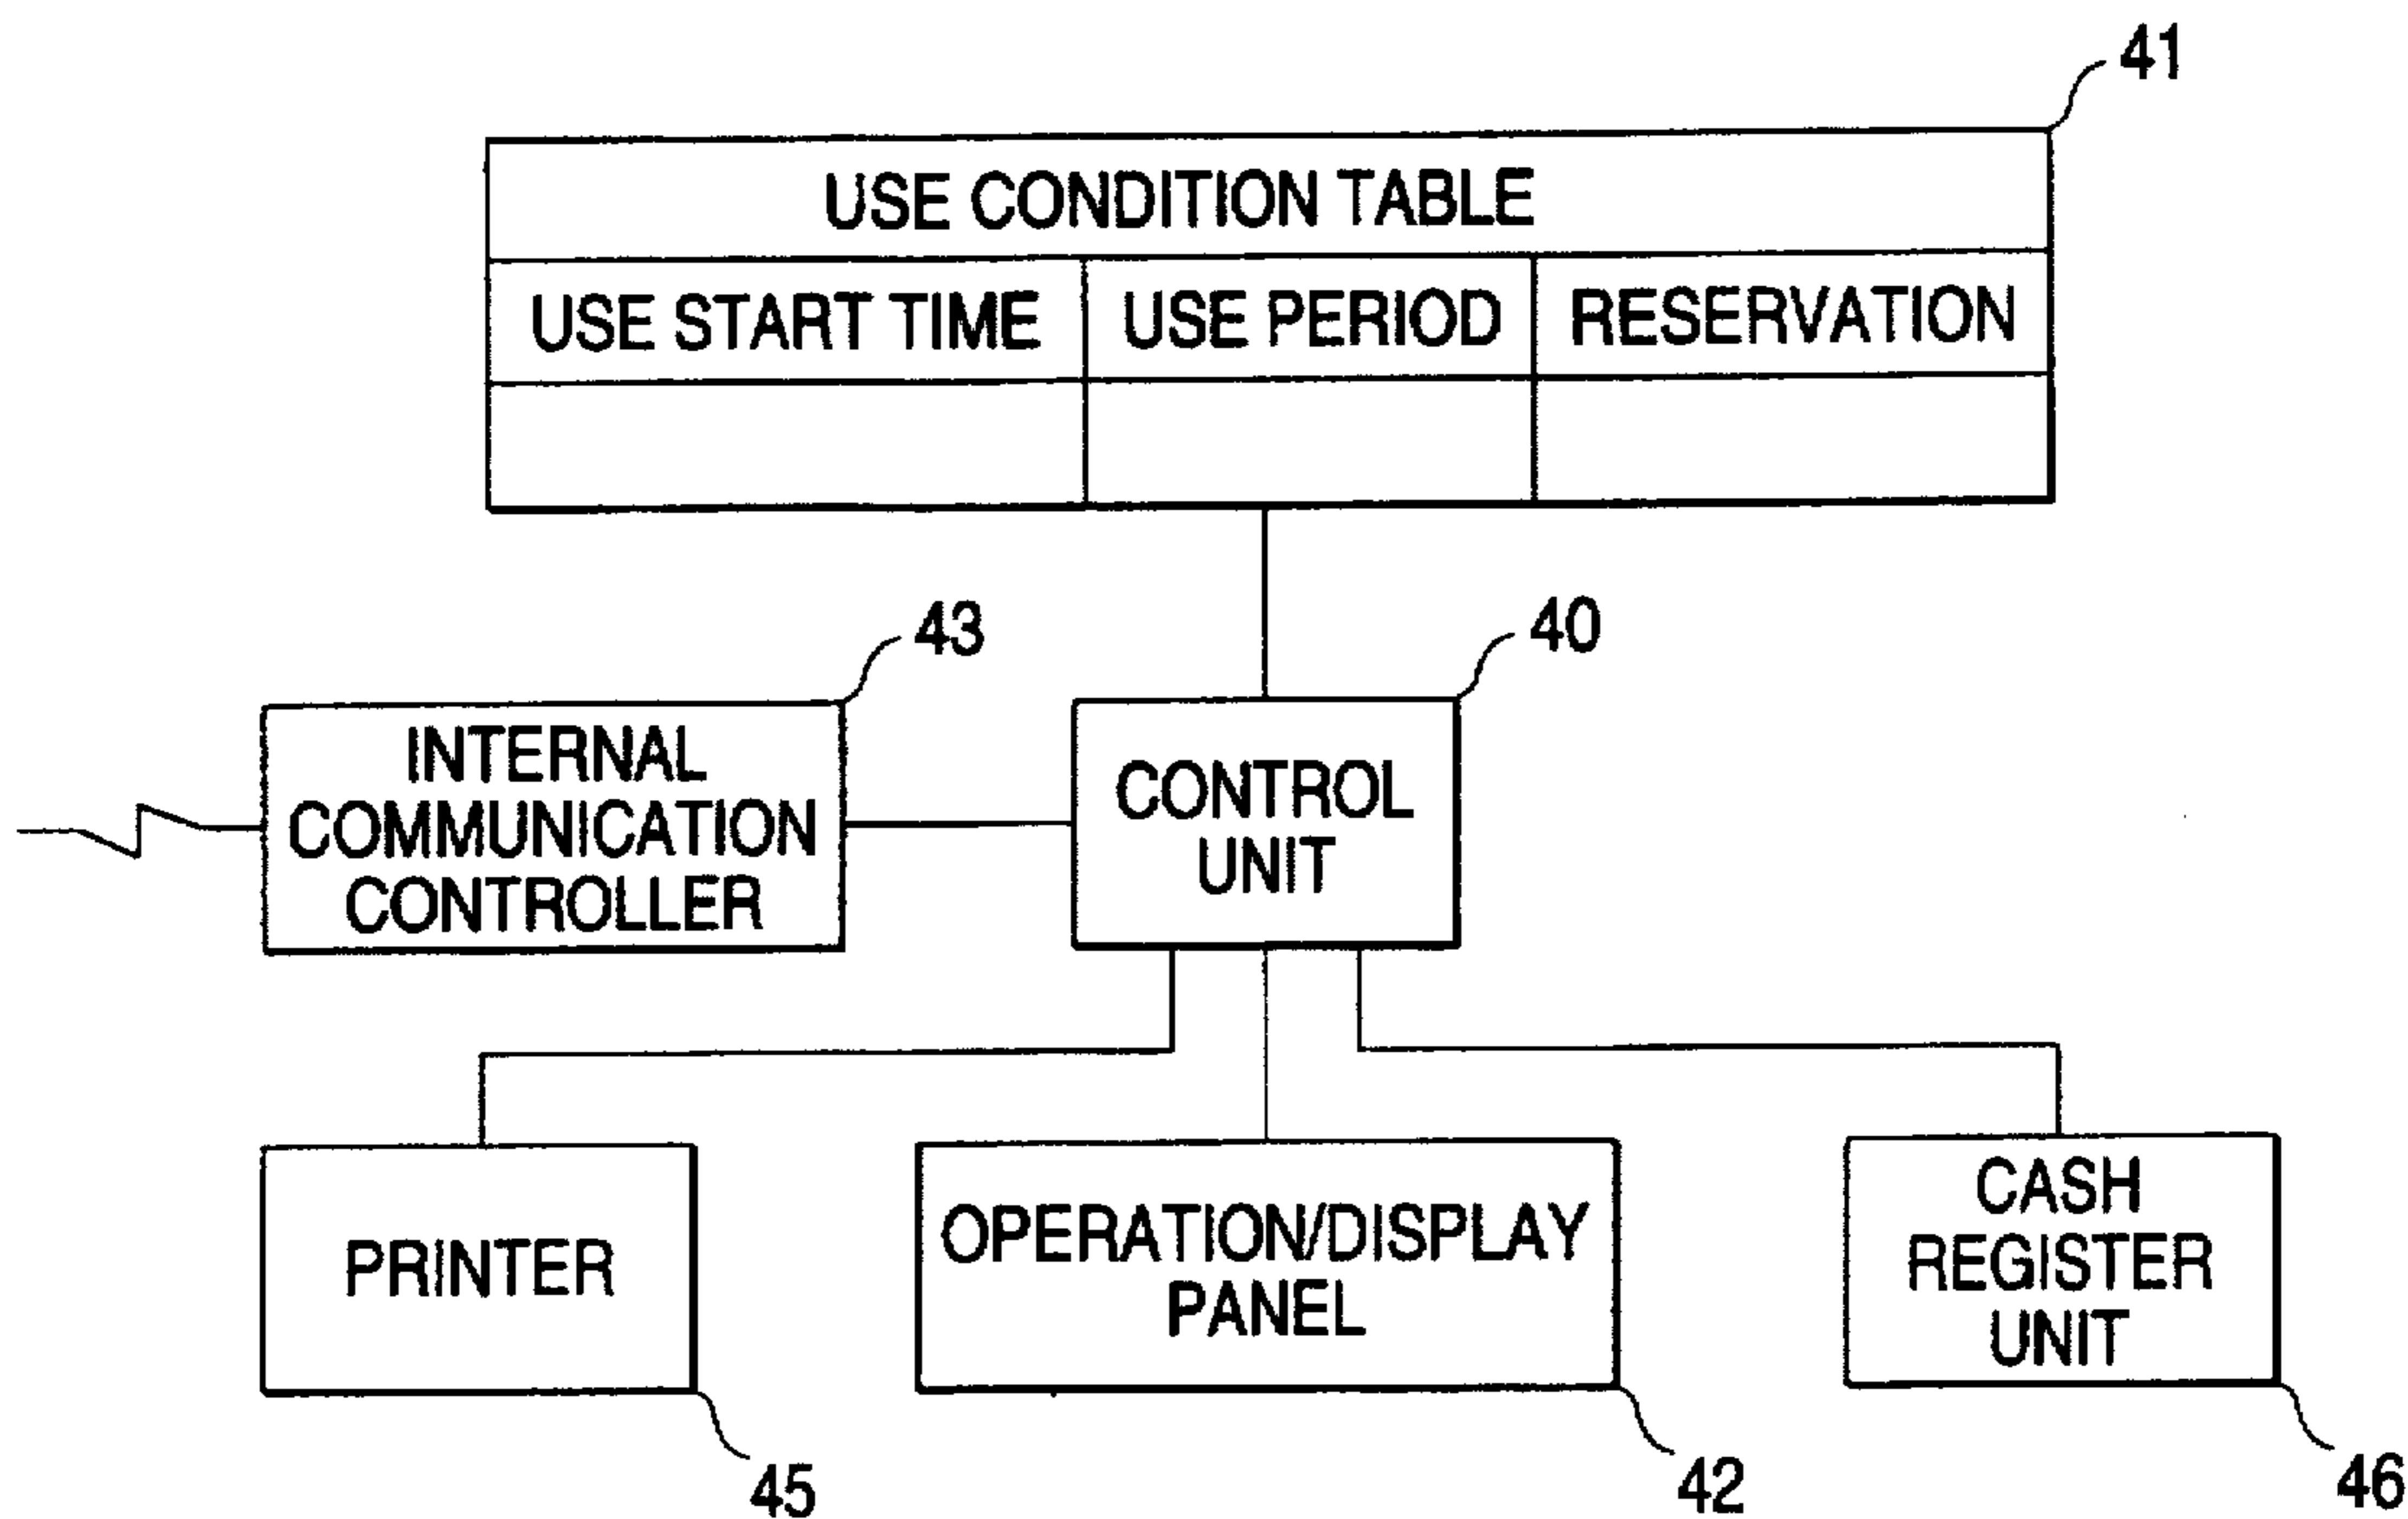 41
USE CONDITION TABLE
USE START TIME USE PERIOD RESERVATION
43
40
INTERNAL
COMMUNICATION
CONTROLLER
CONTROL
UNIT
PRINTER
OPERATION/DISPLAY
PANEL
CASH
REGISTER
UNIT
45
42
46